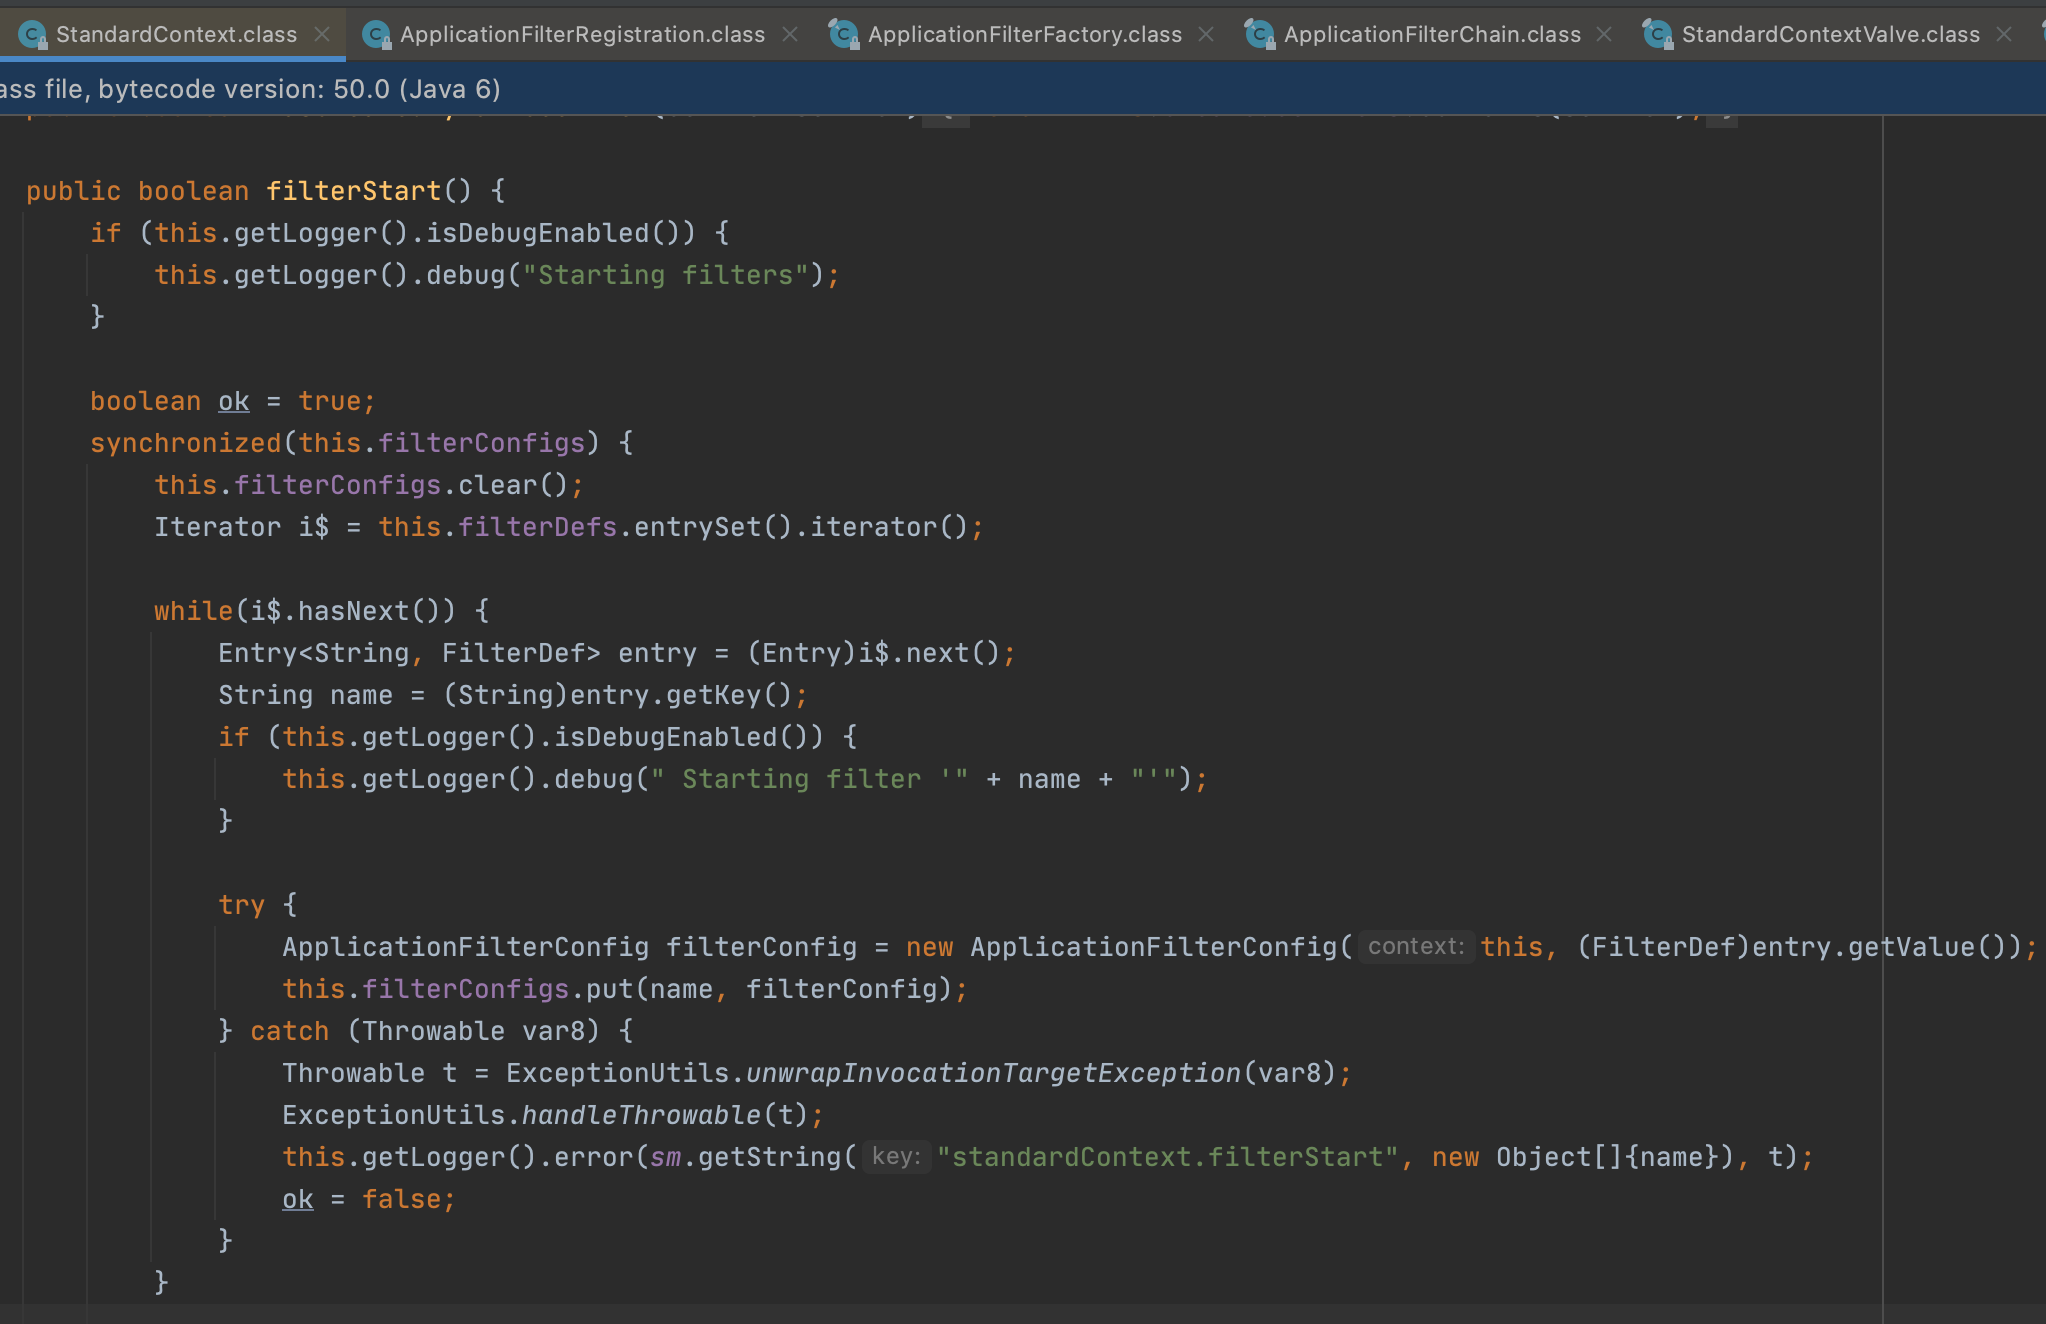 StandardContext.class ApplicationFilterRegistration.class ApplicationFilterFactory.class ApplicationFilterChain.class StandardContextValve.class
ass file, bytecode version: 50.0 (Java 6)
public boolean filterStart() {
if (this.getLogger().isDebugEnabled()) {
this.getLogger().debug("Starting filters");
}
boolean ok = true;
synchronized(this.filterConfigs) {
this.filterConfigs.clear();
Iterator i$ = this.filterDefs.entrySet().iterator();
while(i$.hasNext()) {
Entry<String, FilterDef> entry = (Entry)i$.next();
String name = (String)entry.getKey();
if (this.getLogger().isDebugEnabled()) {
this.getLogger().debug(" Starting filter '" + name + "'");
}
try {
ApplicationFilterConfig filterConfig = new ApplicationFilterConfig( context: this, (FilterDef)entry.getValue());
this.filterConfigs.put(name, filterConfig);
} catch (Throwable var8) {
Throwable t = ExceptionUtils.unwrapInvocationTargetException(var8);
ExceptionUtils.handleThrowable(t);
this.getLogger().error(sm.getString( key: "standardContext.filterStart", new Object[]{name}), t);
ok = false;
}
}